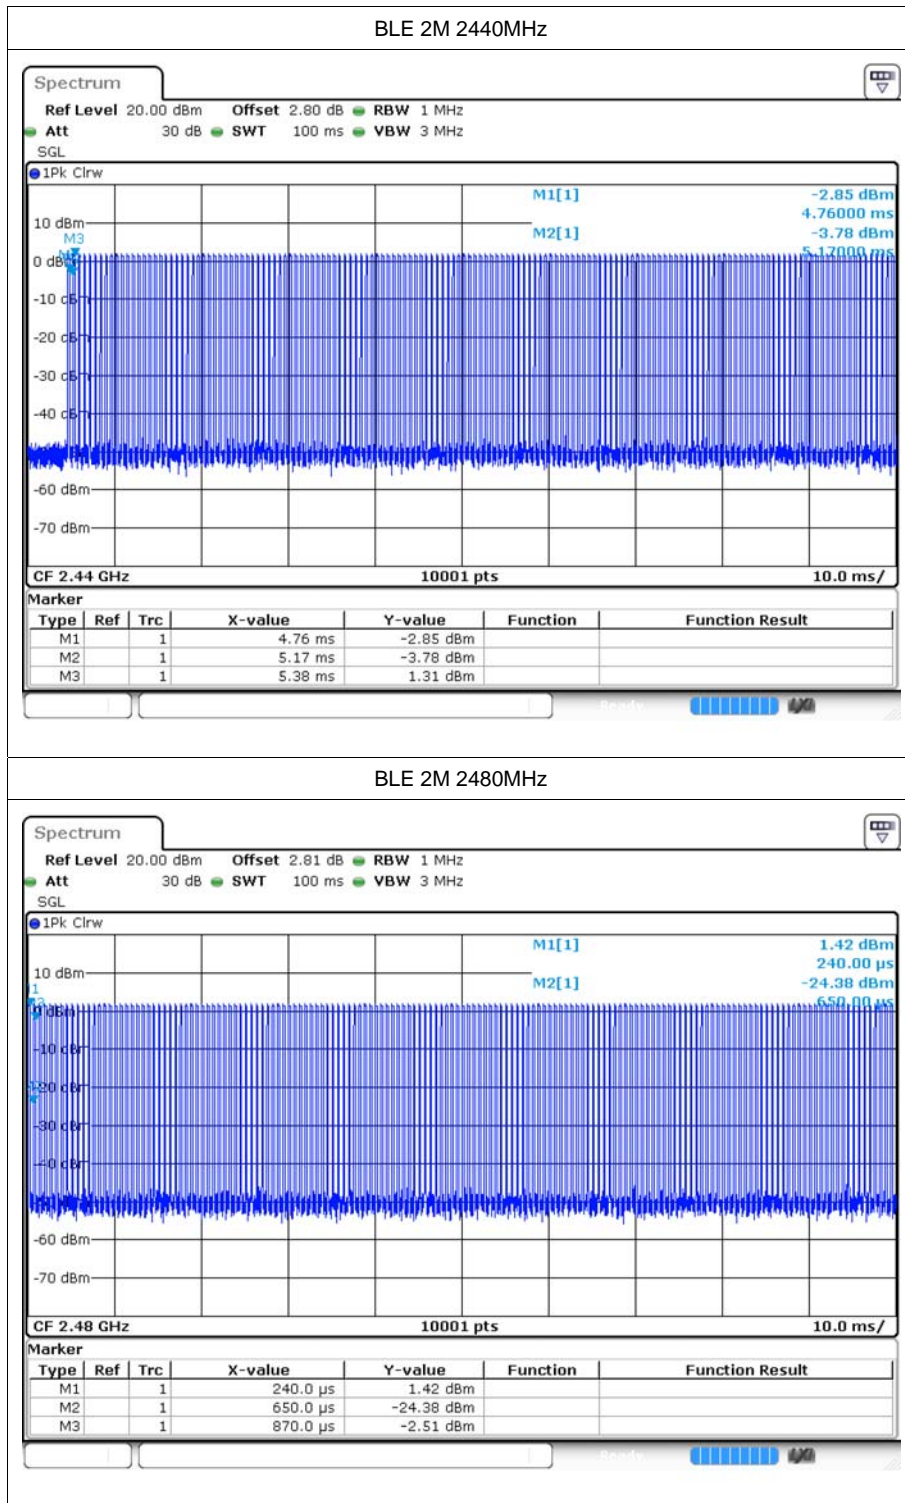 BLE 2M 2440MHz
Spectrum
Ref Level 20.00 dBm Offset 2.80 dB RBW 1 MHz
Att 30 dB SWT 100 ms VBW 3 MHz
SGL
1Pk Clrw
M1[1] -2.85 dBm
4.76000 ms
10 dBm
M2[1] -3.78 dBm
M3
5.17000 ms
0 dBm
-10 dBm
-20 dBm
-30 dBm
-40 dBm
-60 dBm
-70 dBm
CF 2.44 GHz 10001 pts 10.0 ms/
Marker
Type Ref Trc X-value Y-value Function Function Result
M1 1 4.76 ms -2.85 dBm
M2 1 5.17 ms -3.78 dBm
M3 1 5.38 ms 1.31 dBm
Ready
BLE 2M 2480MHz
Spectrum
Ref Level 20.00 dBm Offset 2.81 dB RBW 1 MHz
Att 30 dB SWT 100 ms VBW 3 MHz
SGL
1Pk Clrw
M1[1] 1.42 dBm
240.00 µs
10 dBm
M2[1] -24.38 dBm
650.00 µs
0 dBm
-10 dBm
-20 dBm
-30 dBm
-40 dBm
-60 dBm
-70 dBm
CF 2.48 GHz 10001 pts 10.0 ms/
Marker
Type Ref Trc X-value Y-value Function Function Result
M1 1 240.0 µs 1.42 dBm
M2 1 650.0 µs -24.38 dBm
M3 1 870.0 µs -2.51 dBm
Ready